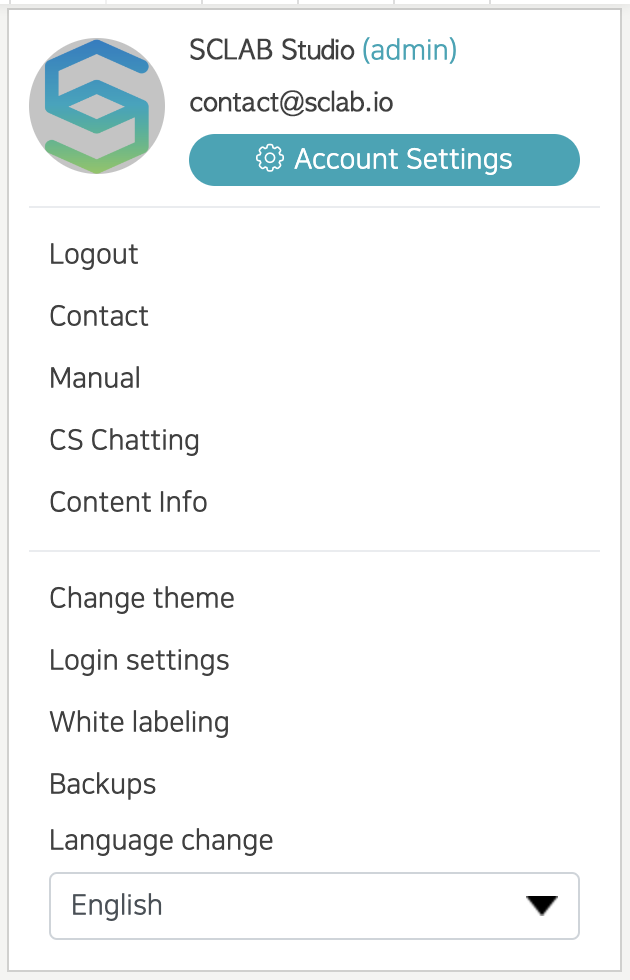 SCLAB Studio (admin)
contact@sclab.io
Account Settings
Logout
Contact
Manual
CS Chatting
Content Info
Change theme
Login settings
White labeling
Backups
Language change
English